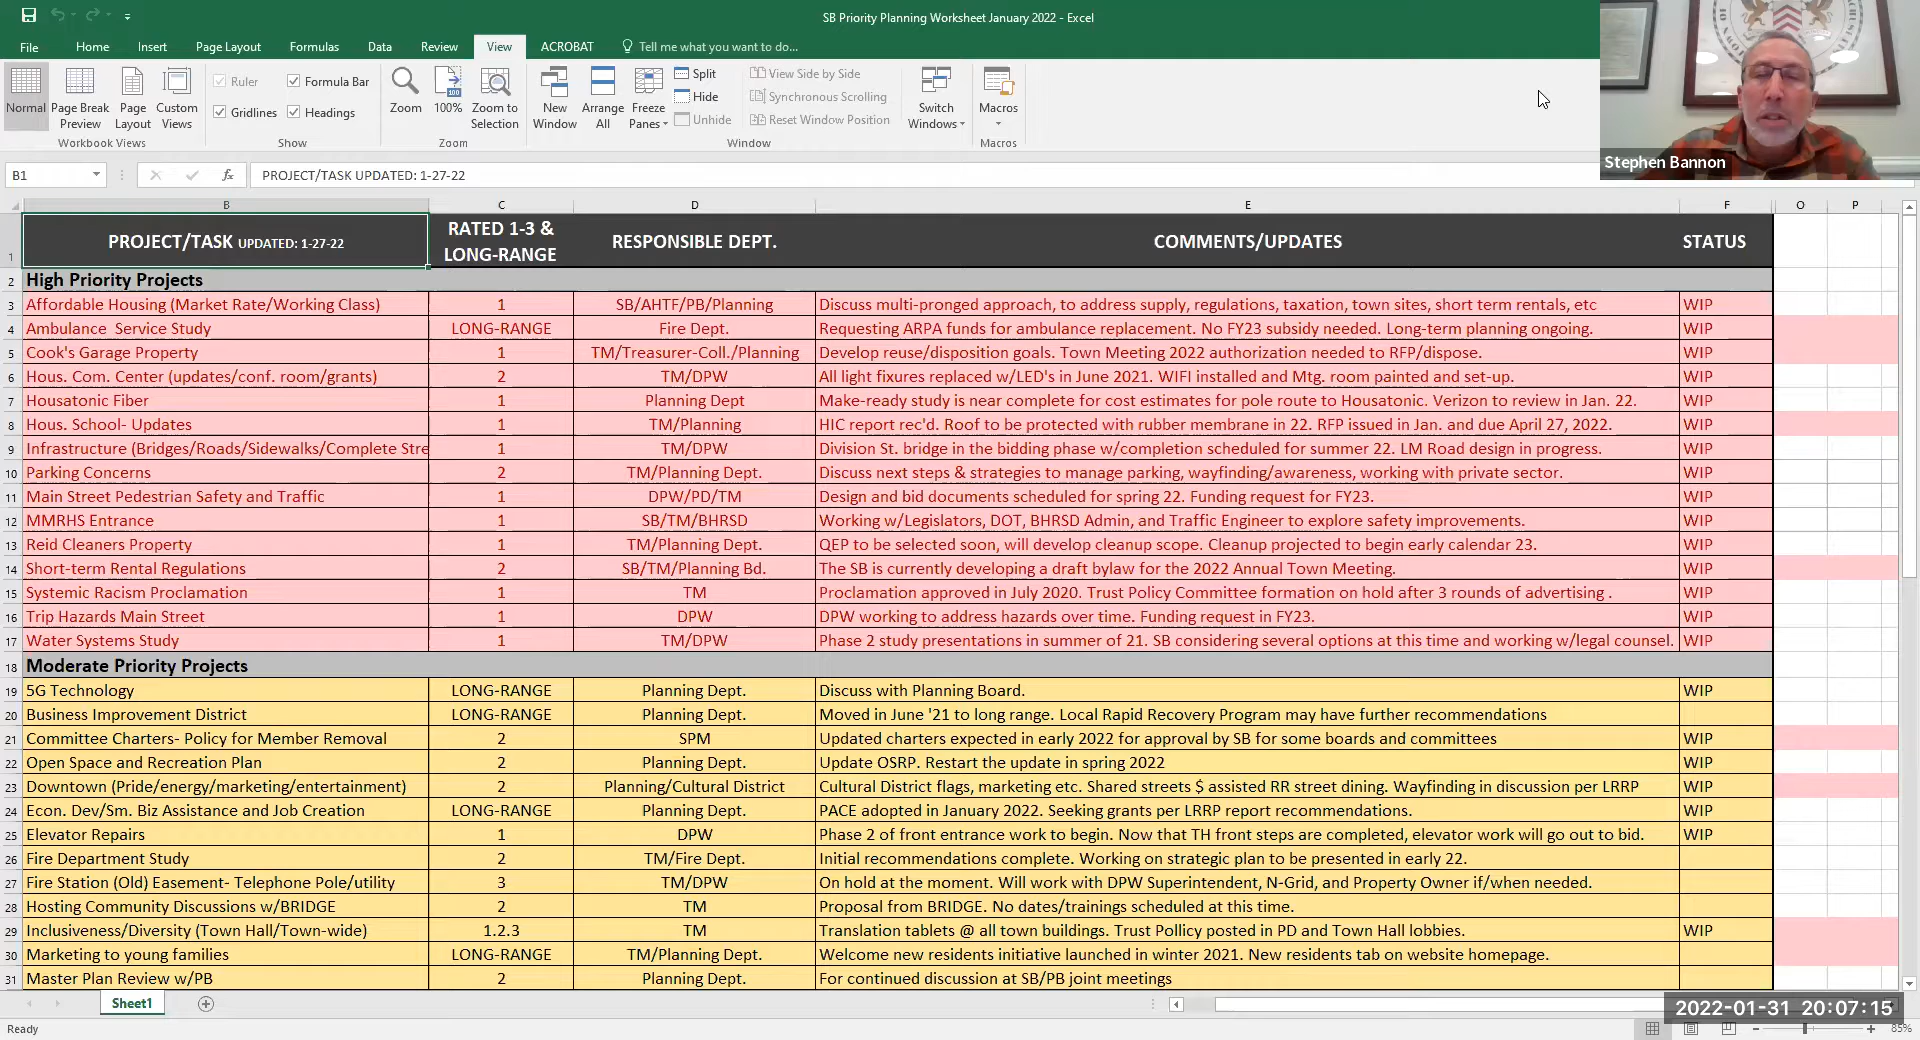 SB Priority Planning Worksheet January 2022 - Excel
File Home Insert Page Layout Formulas Data Review View ACROBAT Tell me what you want to do...
Normal Page Break Preview Page Layout Custom Views
Workbook Views
Ruler Formula Bar
Gridlines Headings
Show
Zoom 100% Zoom to Selection
Zoom
New Window Arrange All Freeze Panes
Split
Hide
Unhide
View Side by Side
Synchronous Scrolling
Reset Window Position
Switch Windows
Window
Macros
Macros
Stephen Bannon
B1 fx PROJECT/TASK UPDATED: 1-27-22
B C D E F O P
1 PROJECT/TASK UPDATED: 1-27-22 RATED 1-3 & LONG-RANGE RESPONSIBLE DEPT. COMMENTS/UPDATES STATUS
2 High Priority Projects
3 Affordable Housing (Market Rate/Working Class) 1 SB/AHTF/PB/Planning Discuss multi-pronged approach, to address supply, regulations, taxation, town sites, short term rentals, etc WIP
4 Ambulance Service Study LONG-RANGE Fire Dept. Requesting ARPA funds for ambulance replacement. No FY23 subsidy needed. Long-term planning ongoing. WIP
5 Cook's Garage Property 1 TM/Treasurer-Coll./Planning Develop reuse/disposition goals. Town Meeting 2022 authorization needed to RFP/dispose. WIP
6 Hous. Com. Center (updates/conf. room/grants) 2 TM/DPW All light fixures replaced w/LED's in June 2021. WIFI installed and Mtg. room painted and set-up. WIP
7 Housatonic Fiber 1 Planning Dept Make-ready study is near complete for cost estimates for pole route to Housatonic. Verizon to review in Jan. 22. WIP
8 Hous. School- Updates 1 TM/Planning HIC report rec'd. Roof to be protected with rubber membrane in 22. RFP issued in Jan. and due April 27, 2022. WIP
9 Infrastructure (Bridges/Roads/Sidewalks/Complete Stre 1 TM/DPW Division St. bridge in the bidding phase w/completion scheduled for summer 22. LM Road design in progress. WIP
10 Parking Concerns 2 TM/Planning Dept. Discuss next steps & strategies to manage parking, wayfinding/awareness, working with private sector. WIP
11 Main Street Pedestrian Safety and Traffic 1 DPW/PD/TM Design and bid documents scheduled for spring 22. Funding request for FY23. WIP
12 MMRHS Entrance 1 SB/TM/BHRSD Working w/Legislators, DOT, BHRSD Admin, and Traffic Engineer to explore safety improvements. WIP
13 Reid Cleaners Property 1 TM/Planning Dept. QEP to be selected soon, will develop cleanup scope. Cleanup projected to begin early calendar 23. WIP
14 Short-term Rental Regulations 2 SB/TM/Planning Bd. The SB is currently developing a draft bylaw for the 2022 Annual Town Meeting. WIP
15 Systemic Racism Proclamation 1 TM Proclamation approved in July 2020. Trust Policy Committee formation on hold after 3 rounds of advertising . WIP
16 Trip Hazards Main Street 1 DPW DPW working to address hazards over time. Funding request in FY23. WIP
17 Water Systems Study 1 TM/DPW Phase 2 study presentations in summer of 21. SB considering several options at this time and working w/legal counsel. WIP
18 Moderate Priority Projects
19 5G Technology LONG-RANGE Planning Dept. Discuss with Planning Board. WIP
20 Business Improvement District LONG-RANGE Planning Dept. Moved in June '21 to long range. Local Rapid Recovery Program may have further recommendations
21 Committee Charters- Policy for Member Removal 2 SPM Updated charters expected in early 2022 for approval by SB for some boards and committees WIP
22 Open Space and Recreation Plan 2 Planning Dept. Update OSRP. Restart the update in spring 2022 WIP
23 Downtown (Pride/energy/marketing/entertainment) 2 Planning/Cultural District Cultural District flags, marketing etc. Shared streets $ assisted RR street dining. Wayfinding in discussion per LRRP WIP
24 Econ. Dev/Sm. Biz Assistance and Job Creation LONG-RANGE Planning Dept. PACE adopted in January 2022. Seeking grants per LRRP report recommendations. WIP
25 Elevator Repairs 1 DPW Phase 2 of front entrance work to begin. Now that TH front steps are completed, elevator work will go out to bid. WIP
26 Fire Department Study 2 TM/Fire Dept. Initial recommendations complete. Working on strategic plan to be presented in early 22.
27 Fire Station (Old) Easement- Telephone Pole/utility 3 TM/DPW On hold at the moment. Will work with DPW Superintendent, N-Grid, and Property Owner if/when needed.
28 Hosting Community Discussions w/BRIDGE 2 TM Proposal from BRIDGE. No dates/trainings scheduled at this time.
29 Inclusiveness/Diversity (Town Hall/Town-wide) 1.2.3 TM Translation tablets @ all town buildings. Trust Pollicy posted in PD and Town Hall lobbies. WIP
30 Marketing to young families LONG-RANGE TM/Planning Dept. Welcome new residents initiative launched in winter 2021. New residents tab on website homepage.
31 Master Plan Review w/PB 2 Planning Dept. For continued discussion at SB/PB joint meetings
Sheet1
2022-01-31 20:07:15
Ready 85%